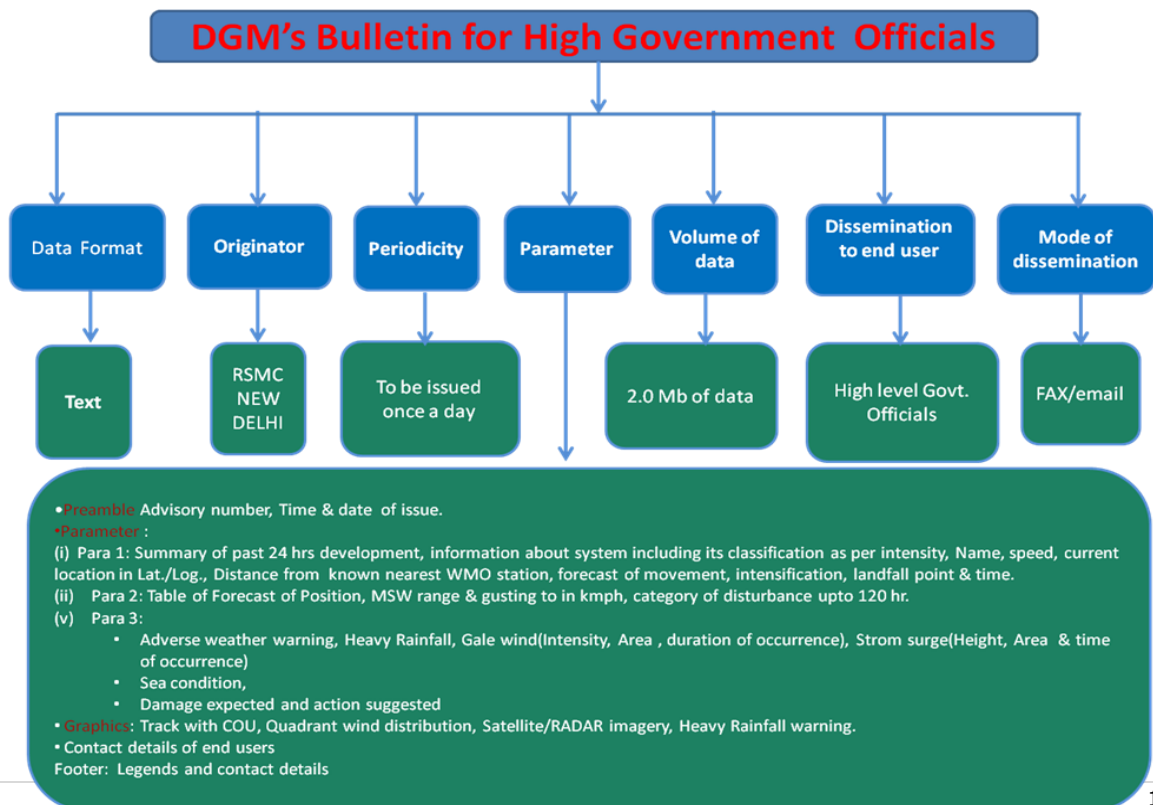 DGM's Bulletin for High Government Officials
Data Format
Originator
Periodicity
Parameter
Volume of
data
Dissemination
to end user
Mode of
dissemination
Text
RSMC
NEW
DELHI
To be issued
once a day
2.0 Mb of data
High level Govt.
Officials
FAX/email
•Preamble Advisory number, Time & date of issue.
•Parameter :
(i) Para 1: Summary of past 24 hrs development, information about system including its classification as per intensity, Name, speed, current
location in Lat./Log., Distance from known nearest WMO station, forecast of movement, intensification, landfall point & time.
(ii) Para 2: Table of Forecast of Position, MSW range & gusting to in kmph, category of disturbance upto 120 hr.
(v) Para 3:
• Adverse weather warning, Heavy Rainfall, Gale wind(Intensity, Area , duration of occurrence), Strom surge(Height, Area & time
of occurrence)
• Sea condition,
• Damage expected and action suggested
• Graphics: Track with COU, Quadrant wind distribution, Satellite/RADAR imagery, Heavy Rainfall warning.
• Contact details of end users
Footer: Legends and contact details